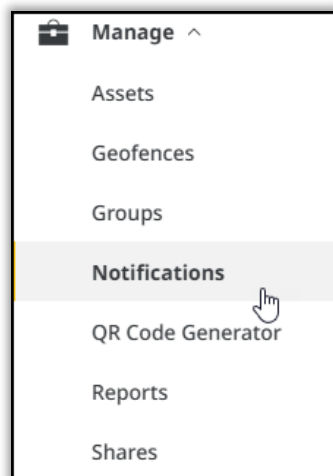 Manage
Assets
Geofences
Groups
Notifications
QR Code Generator
Reports
Shares